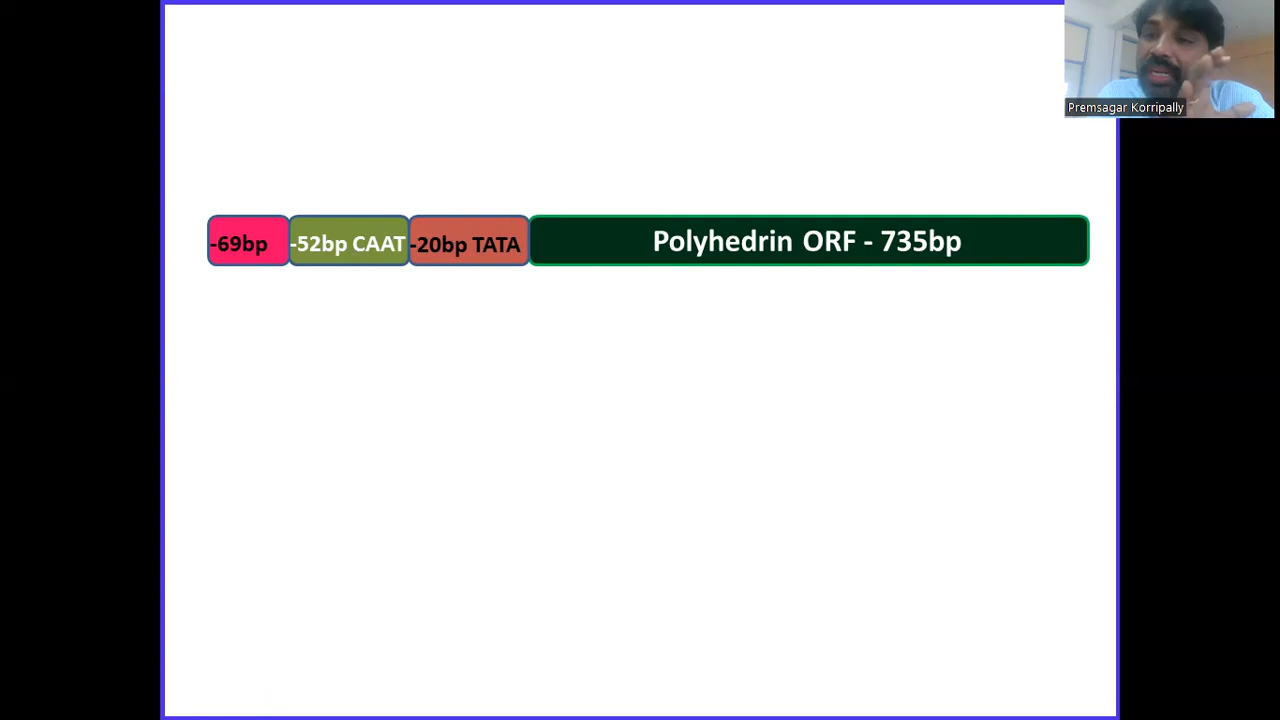 Premsagar Korripally
-69bp
-52bp CAAT
-20bp TATA
Polyhedrin ORF - 735bp